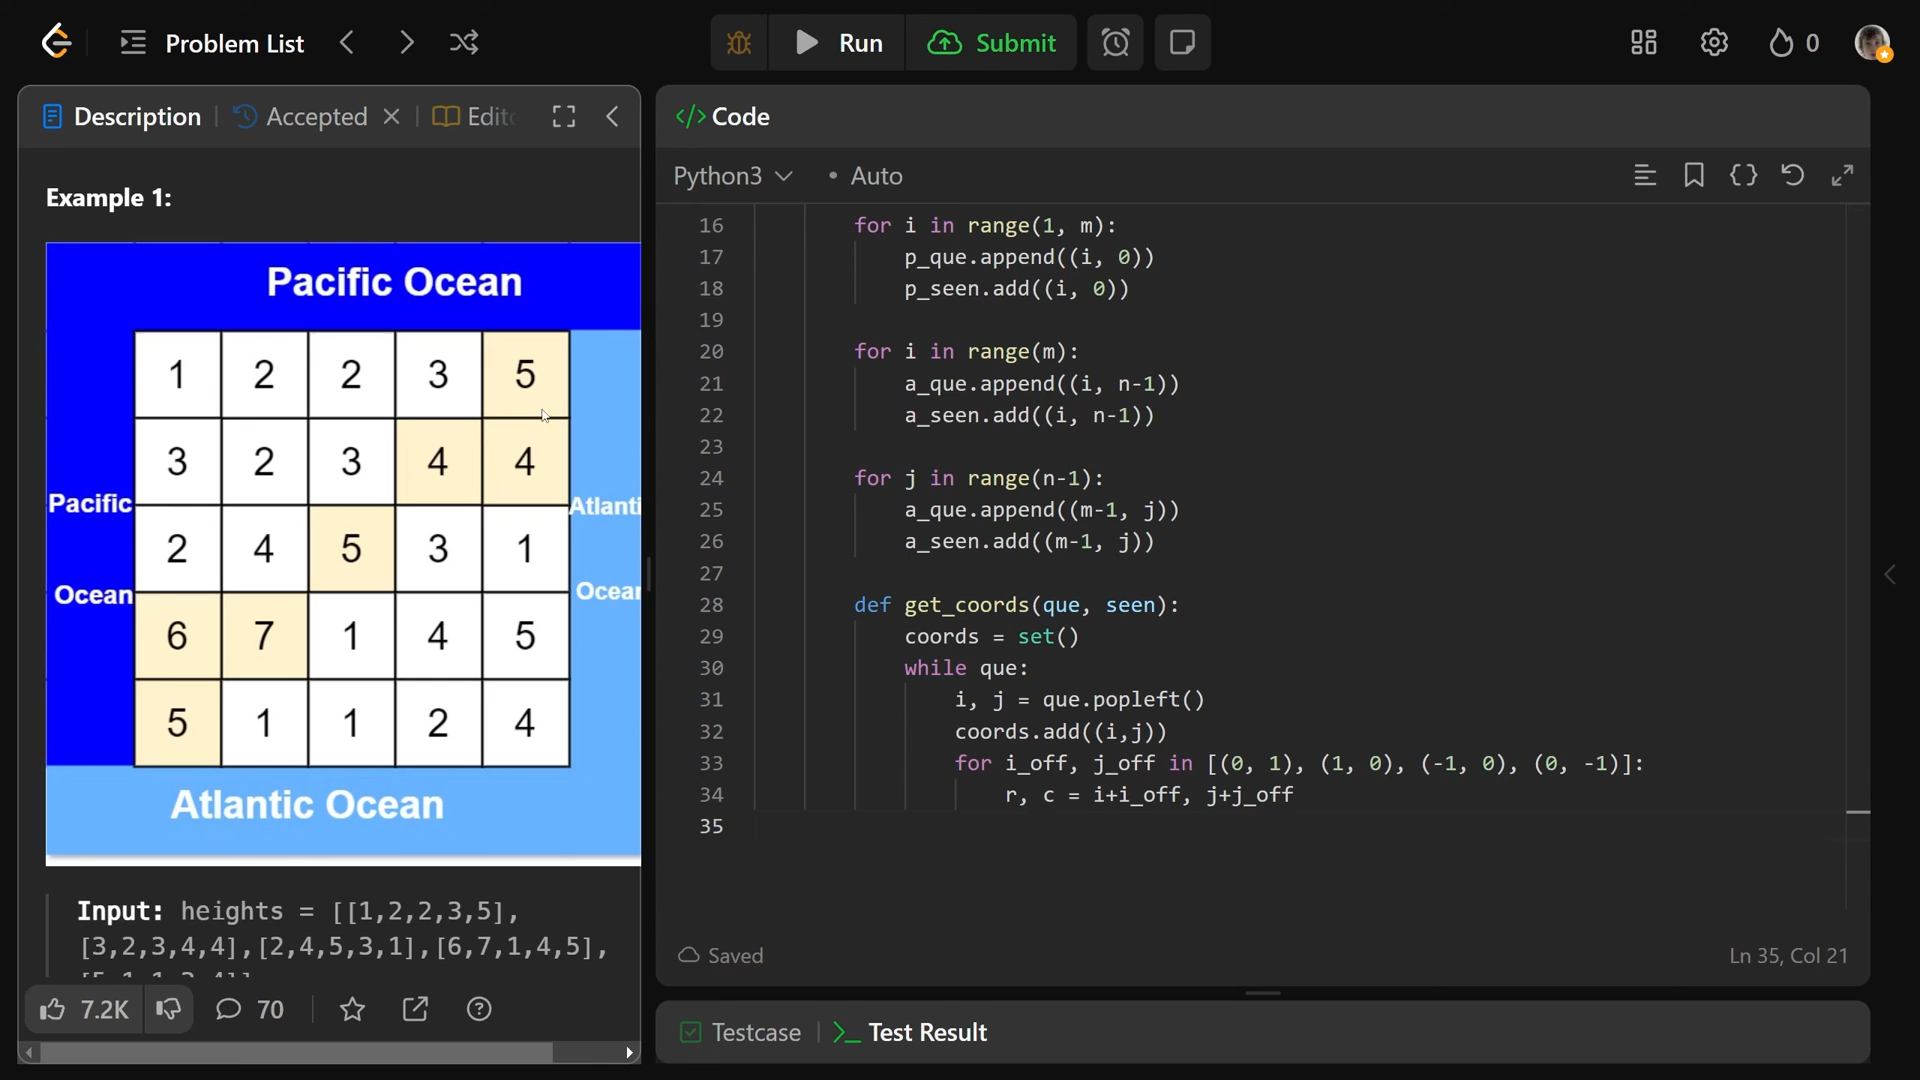 Problem List
Run
Submit
0
Description
Accepted
Code
Python3
Auto
Example 1:
Pacific Ocean
1 2 2 3 5
3 2 3 4 4
Pacific
2 4 5 3 1
Ocean
6 7 1 4 5
5 1 1 2 4
Atlantic Ocean
Input: heights = [[1,2,2,3,5],
[3,2,3,4,4],[2,4,5,3,1],[6,7,1,4,5],
7.2K
70
16 for i in range(1, m):
17 p_que.append((i, 0))
18 p_seen.add((i, 0))
19
20 for i in range(m):
21 a_que.append((i, n-1))
22 a_seen.add((i, n-1))
23
24 for j in range(n-1):
25 a_que.append((m-1, j))
26 a_seen.add((m-1, j))
27
28 def get_coords(que, seen):
29 coords = set()
30 while que:
31 i, j = que.popleft()
32 coords.add((i,j))
33 for i_off, j_off in [(0, 1), (1, 0), (-1, 0), (0, -1)]:
34 r, c = i+i_off, j+j_off
35
Saved
Ln 35, Col 21
Testcase
Test Result